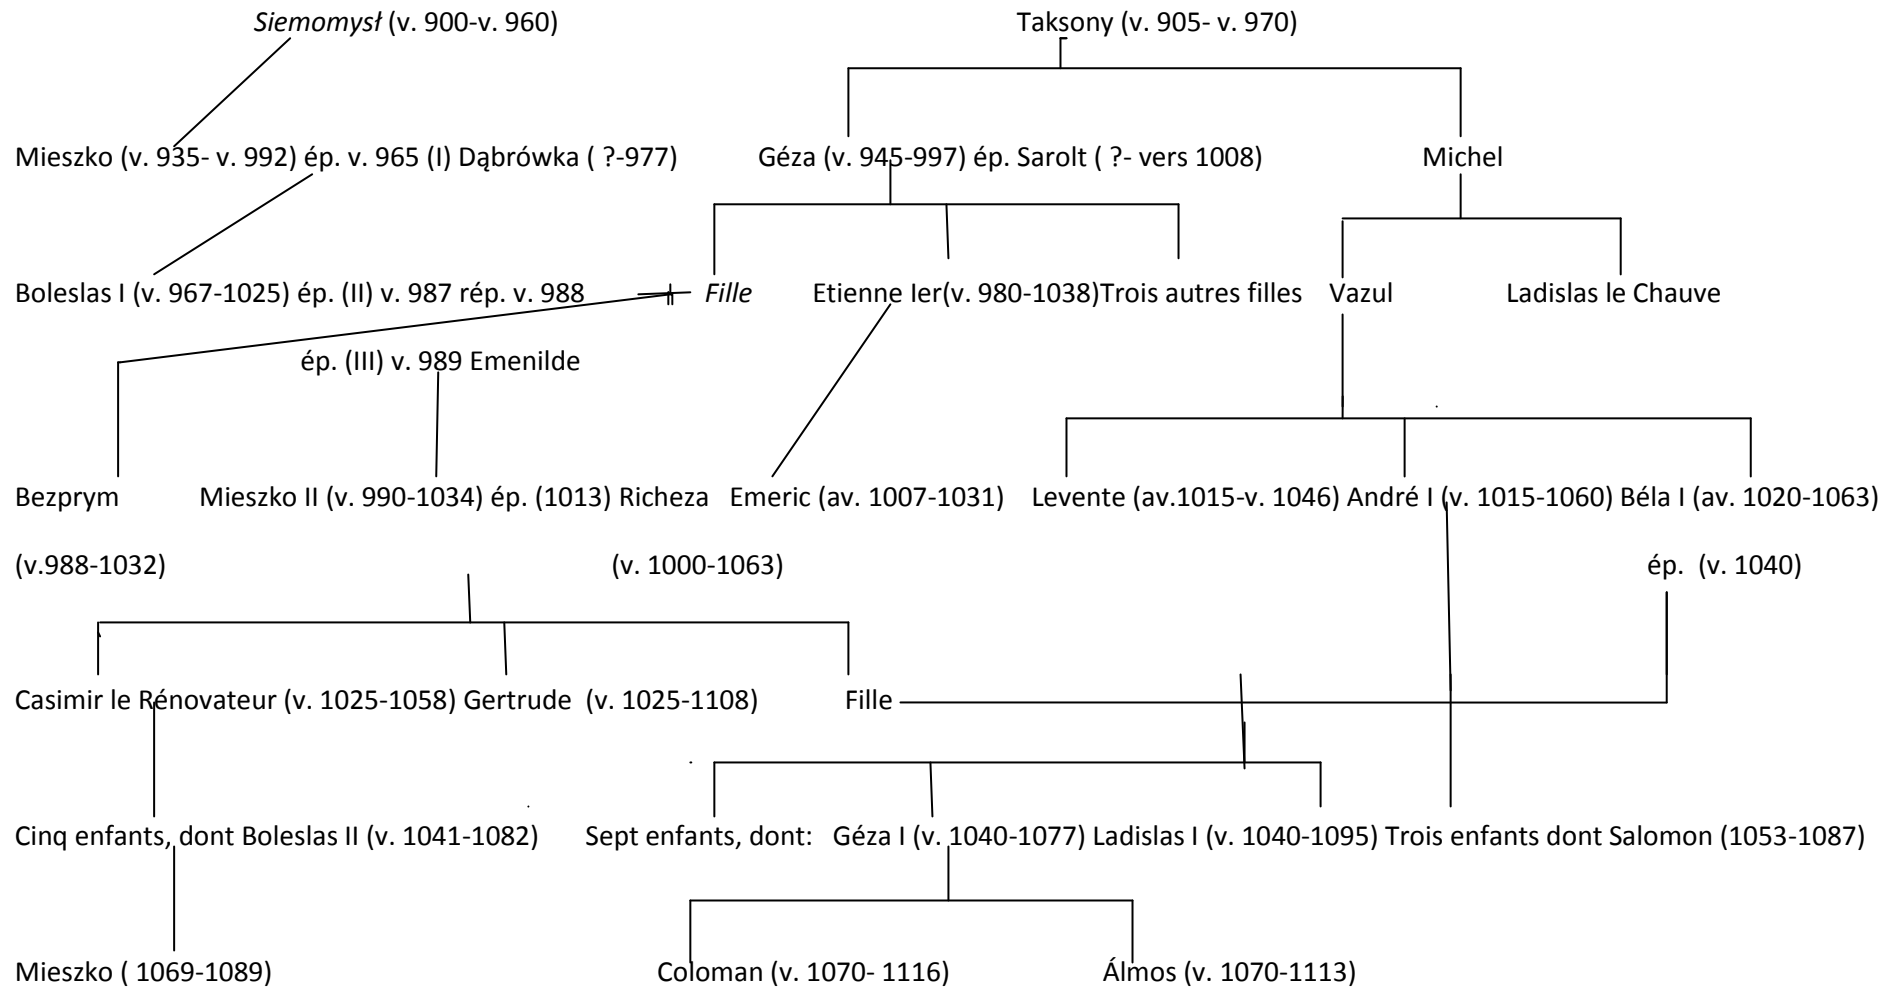 Siemomysł (v. 900-v. 960) Taksony (v. 905- v. 970)
Mieszko (v. 935- v. 992) ép. v. 965 (I) Dąbrówka ( ?-977) Géza (v. 945-997) ép. Sarolt ( ?- vers 1008) Michel
Boleslas I (v. 967-1025) ép. (II) v. 987 rép. v. 988 Fille Etienne Ier(v. 980-1038)Trois autres filles Vazul Ladislas le Chauve
ép. (III) v. 989 Emenilde
Bezprym Mieszko II (v. 990-1034) ép. (1013) Richeza Emeric (av. 1007-1031) Levente (av.1015-v. 1046) André I (v. 1015-1060) Béla I (av. 1020-1063)
(v.988-1032) (v. 1000-1063) ép. (v. 1040)
Casimir le Rénovateur (v. 1025-1058) Gertrude (v. 1025-1108) Fille
Cinq enfants, dont Boleslas II (v. 1041-1082) Sept enfants, dont: Géza I (v. 1040-1077) Ladislas I (v. 1040-1095) Trois enfants dont Salomon (1053-1087)
Mieszko ( 1069-1089) Coloman (v. 1070- 1116) Álmos (v. 1070-1113)